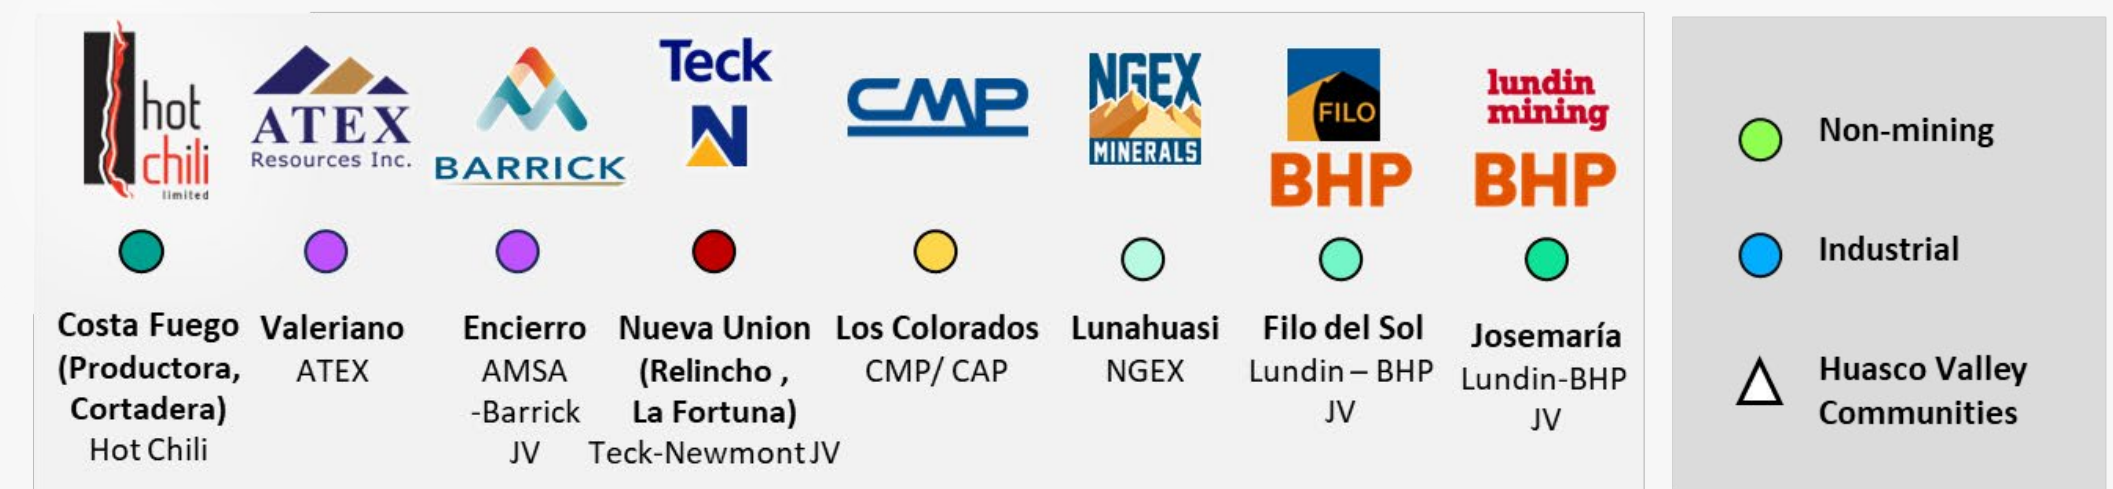 hot
chili
limited
ATEX
Resources Inc.
BARRICK
Teck
N
CMP
NGEX
MINERALS
FILO
BHP
lundin
mining
BHP
Costa Fuego
(Productora,
Cortadera)
Hot Chili
Valeriano
ATEX
Encierro
AMSA
-Barrick
JV
Nueva Union
(Relincho ,
La Fortuna)
Teck-Newmont JV
Los Colorados
CMP/ CAP
Lunahuasi
NGEX
Filo del Sol
Lundin – BHP
JV
Josemaría
Lundin-BHP
JV
Non-mining
Industrial
Huasco Valley
Communities